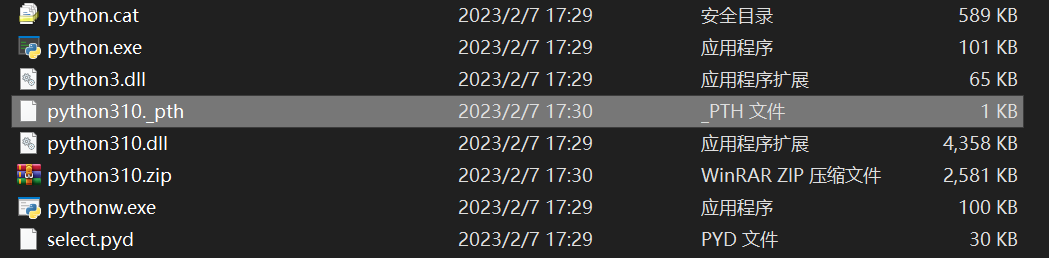 python.cat 2023/2/7 17:29 安全目录 589 KB
python.exe 2023/2/7 17:29 应用程序 101 KB
python3.dll 2023/2/7 17:29 应用程序扩展 65 KB
python310._pth 2023/2/7 17:30 _PTH 文件 1 KB
python310.dll 2023/2/7 17:29 应用程序扩展 4,358 KB
python310.zip 2023/2/7 17:30 WinRAR ZIP 压缩文件 2,581 KB
pythonw.exe 2023/2/7 17:29 应用程序 100 KB
select.pyd 2023/2/7 17:29 PYD 文件 30 KB